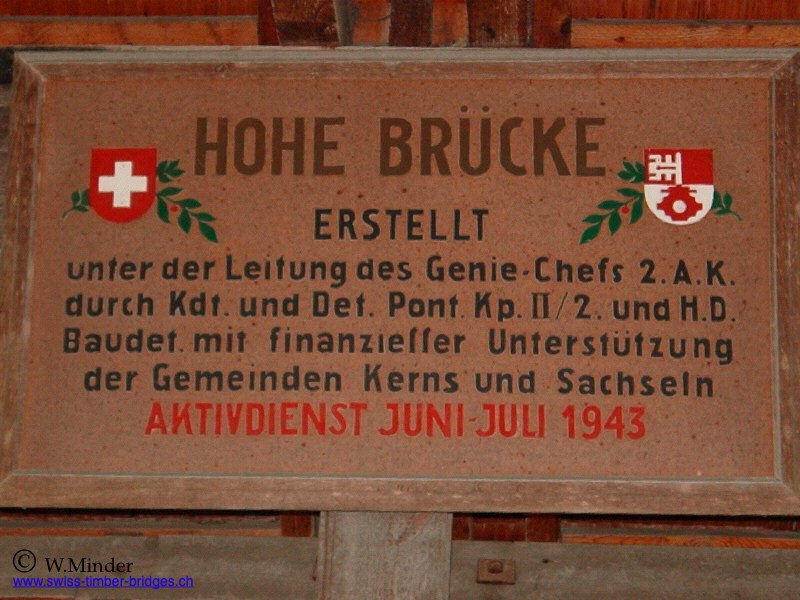 HOHE BRÜCKE
ERSTELLT
unter der Leitung des Genie-Chefs 2.A.K.
durch Kdt. und Det. Pont. Kp. II/2. und H.D.
Baudet. mit finanzieller Unterstützung
der Gemeinden Kerns und Sachseln
AKTIVDIENST JUNI-JULI 1943
© W.Minder
www.swiss-timber-bridges.ch